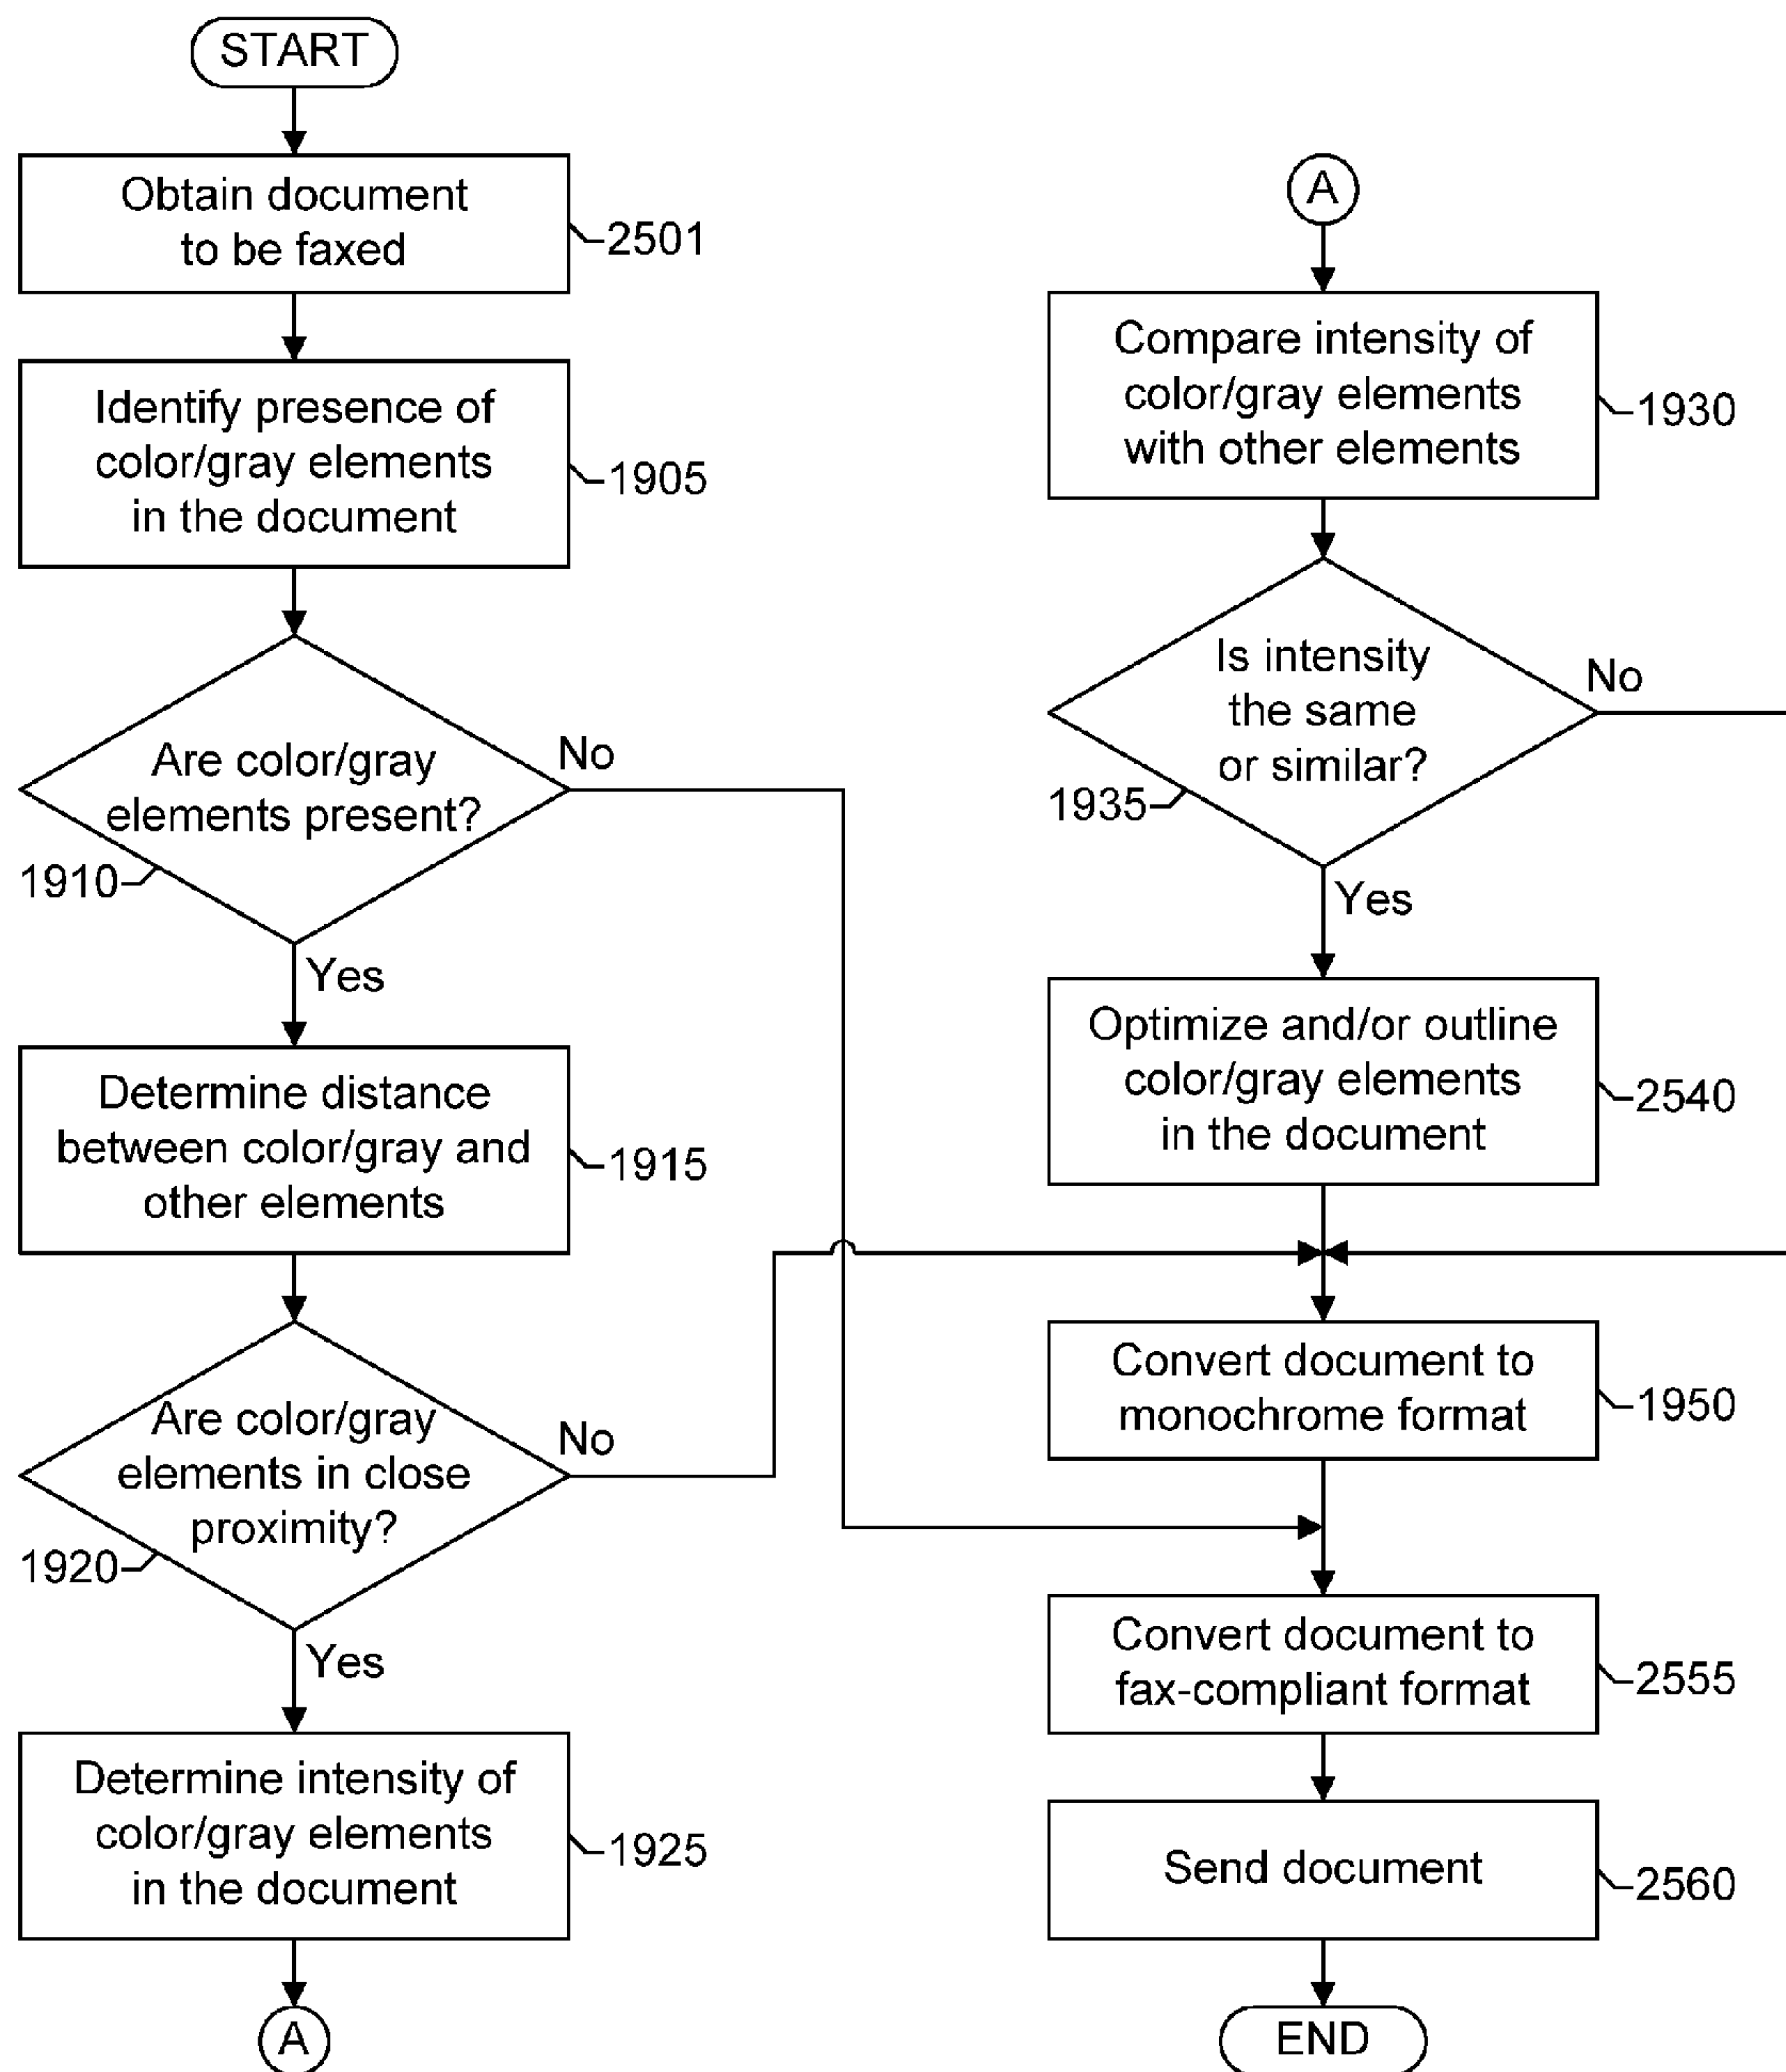 START
Obtain document
to be faxed
2501
Identify presence of
color/gray elements
in the document
1905
Are color/gray
elements present?
No
1910
Yes
Determine distance
between color/gray and
other elements
1915
Are color/gray
elements in close
proximity?
No
1920
Yes
Determine intensity of
color/gray elements
in the document
1925
A
A
Compare intensity of
color/gray elements
with other elements
1930
Is intensity
the same
or similar?
No
1935
Yes
Optimize and/or outline
color/gray elements
in the document
2540
Convert document to
monochrome format
1950
Convert document to
fax-compliant format
2555
Send document
2560
END